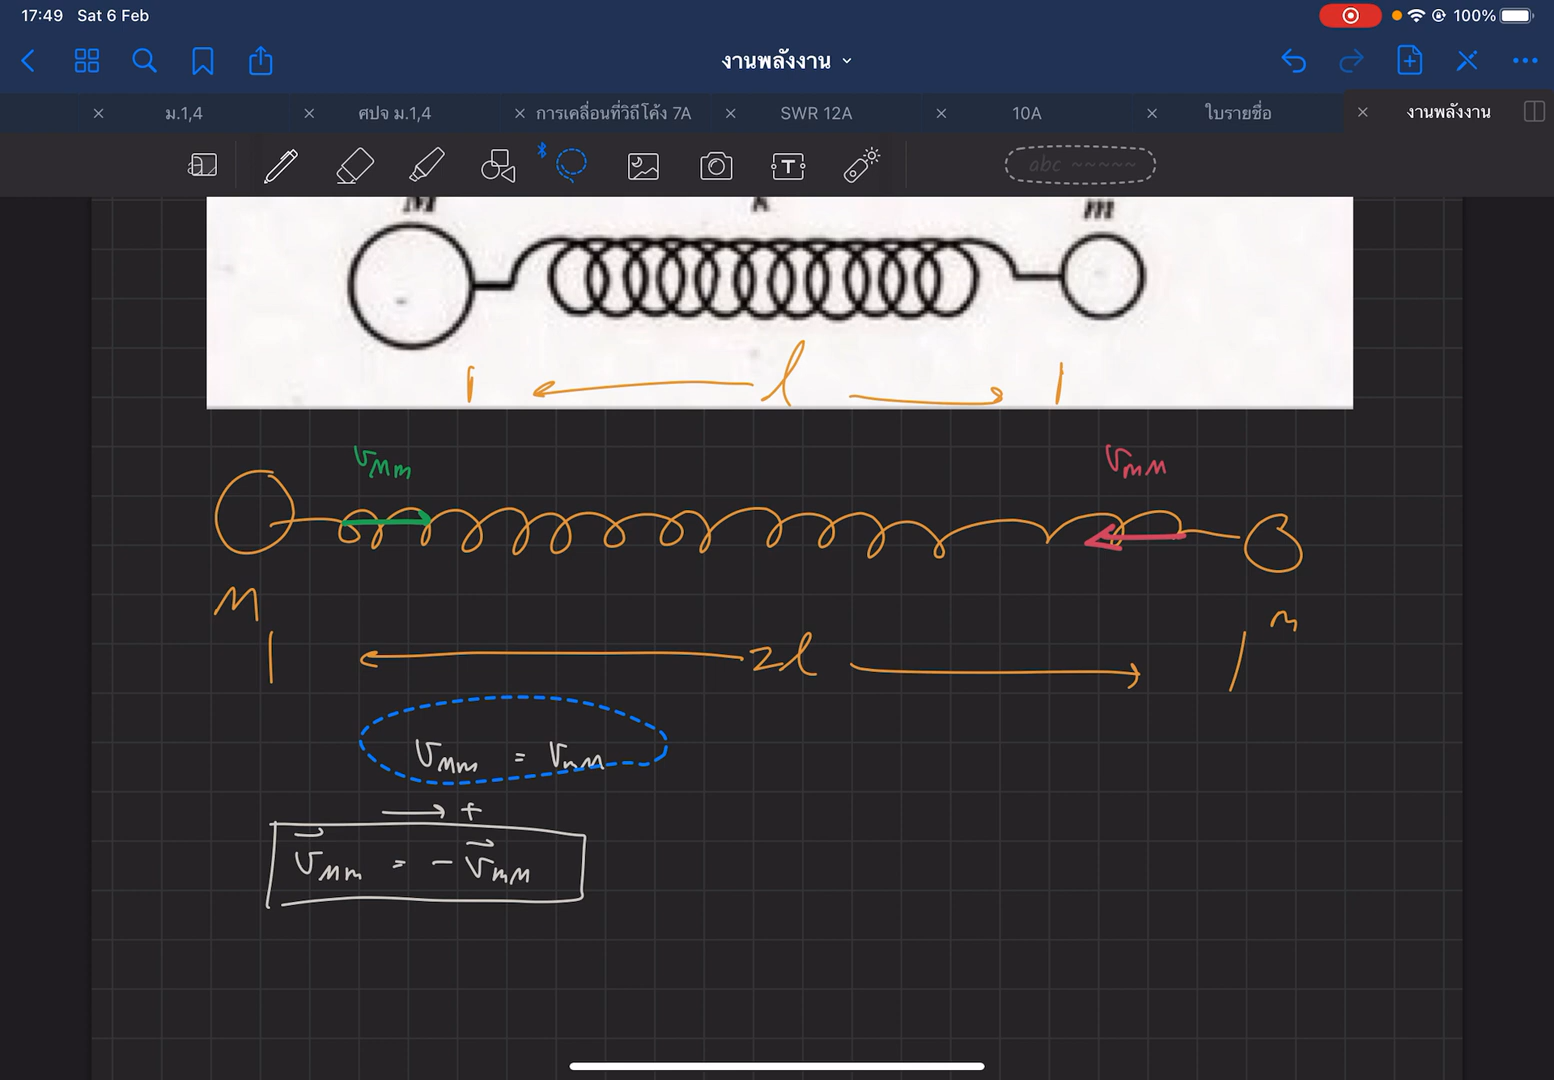 17:49 Sat 6 Feb
100%
งานพลังงาน
ม.1,4
ศปจ ม.1,4
การเคลื่อนที่วิถีโค้ง 7A
SWR 12A
10A
ใบรายชื่อ
งานพลังงาน
abc
M k m
l
v_Mm v_mM
M m
2l
v_Mm = v_mM
+
v_Mm = - v_mM